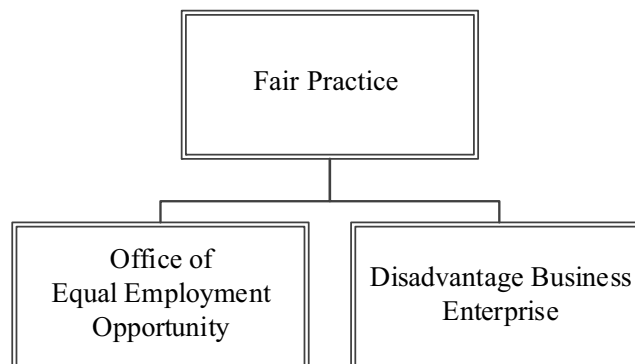 Fair Practice
Office of
Equal Employment
Opportunity
Disadvantage Business
Enterprise